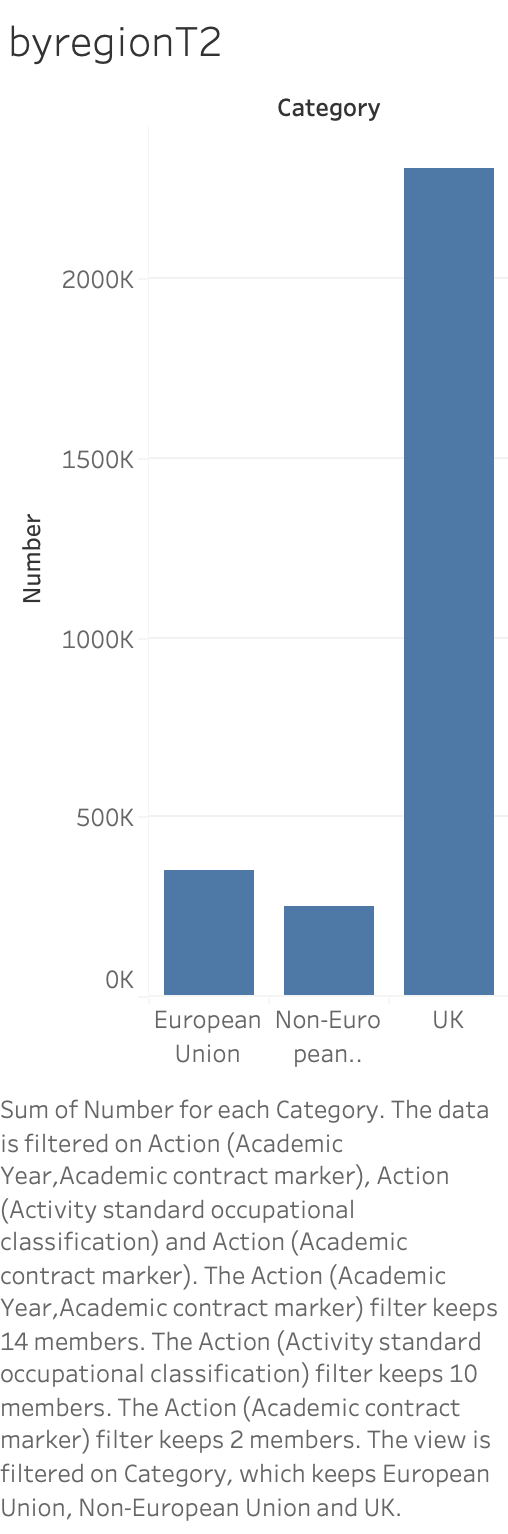 byregionT2
Category
2000K
1500K
1000K
500K
0K
Number
European Non-Euro UK
Union pean..
Sum of Number for each Category. The data
is filtered on Action (Academic
Year,Academic contract marker), Action
(Activity standard occupational
classification) and Action (Academic
contract marker). The Action (Academic
Year,Academic contract marker) filter keeps
14 members. The Action (Activity standard
occupational classification) filter keeps 10
members. The Action (Academic contract
marker) filter keeps 2 members. The view is
filtered on Category, which keeps European
Union, Non-European Union and UK.